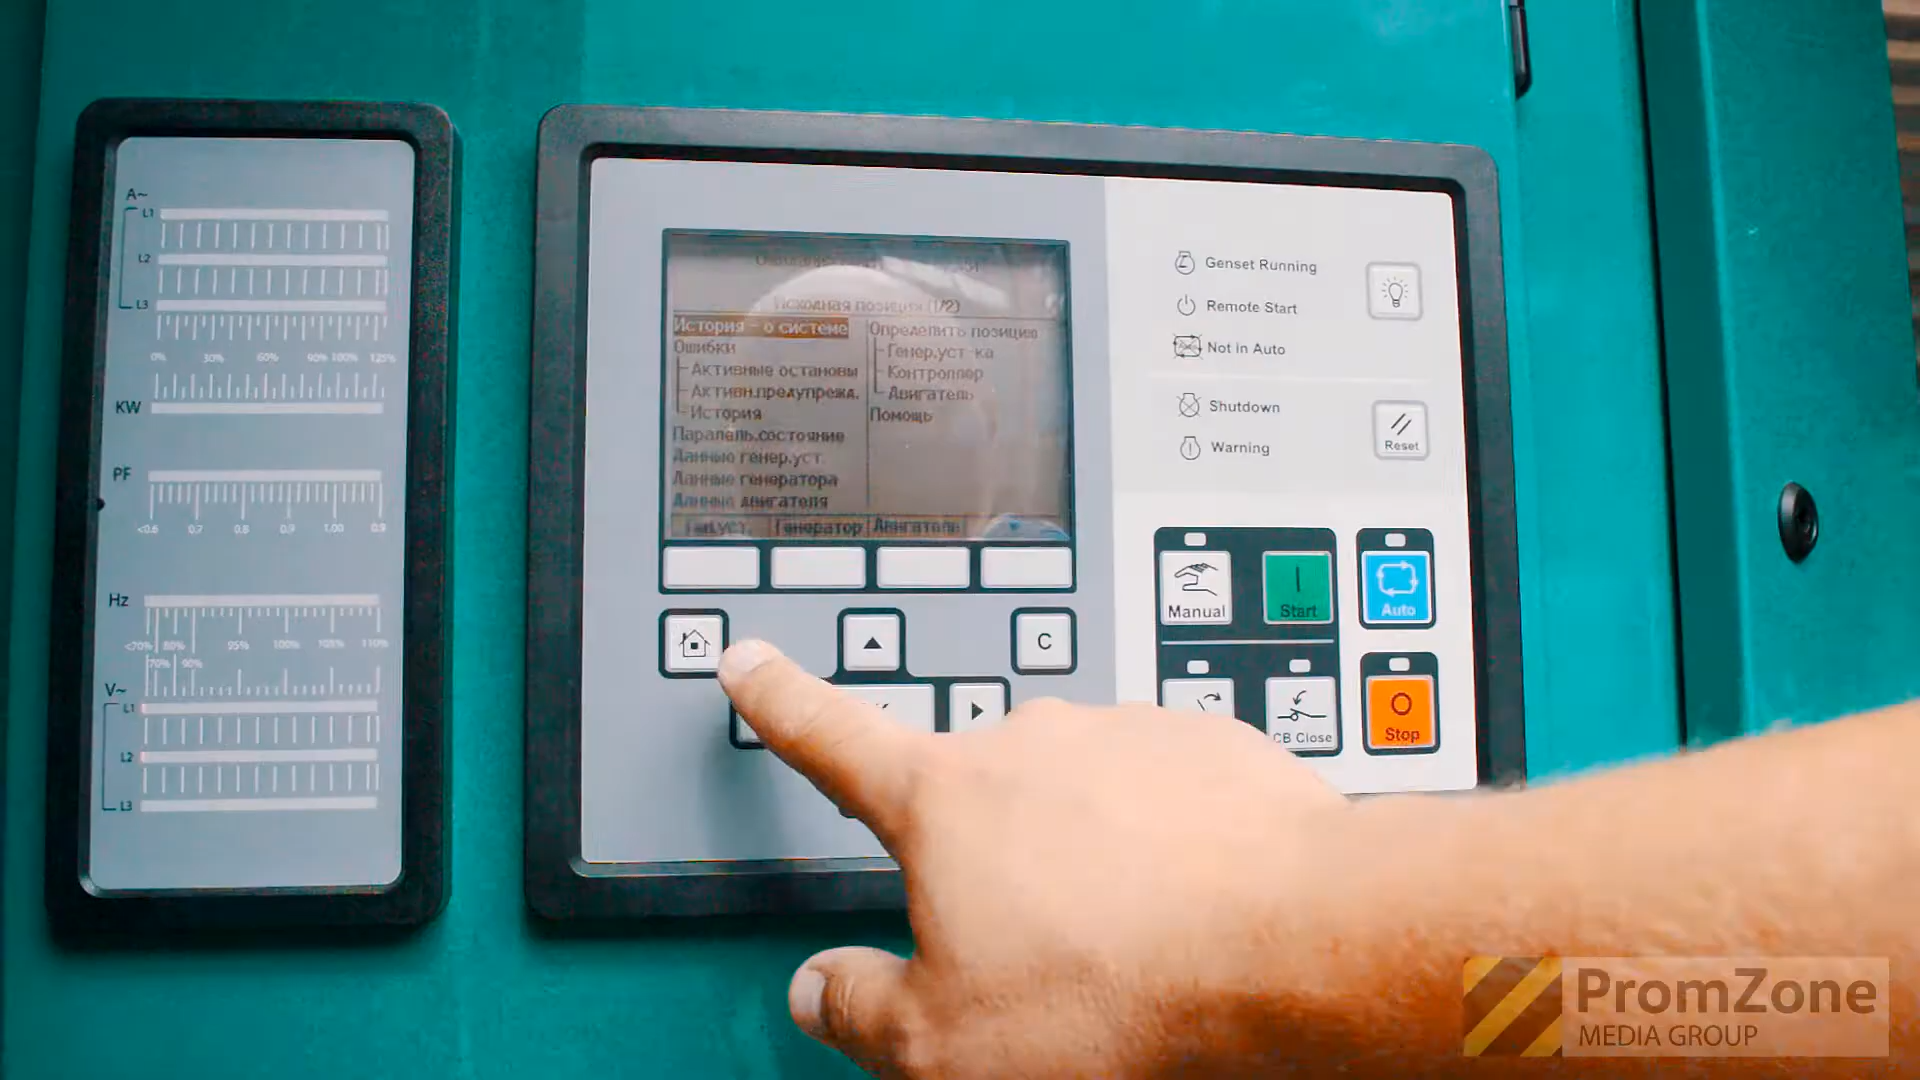 A~
L1
L2
L3
0% 30% 60% 90% 100% 125%
KW
PF
<0.6 0.7 0.8 0.9 1.00 0.9
Hz
<70% 80% 95% 100% 105% 110%
70% 90%
V~
L1
L2
L3
Исходная позиция (1/2)
История - о системе
Ошибки
Активные остановы
Активн.предупрежд.
История
Паралель.состояние
Данные генер.уст.
Данные генератора
Данные двигателя
Определить позицию
Генер.уст-ка
Контроллер
Двигатель
Помощь
Ген.уст. Генератор Двигатель
C
Genset Running
Remote Start
Not in Auto
Shutdown
Warning
Reset
Manual
Start
Auto
CB Close
Stop
PromZone
MEDIA GROUP